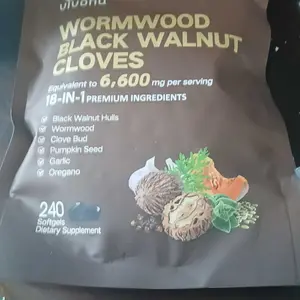 WORMWOOD
BLACK WALNUT
CLOVES
Equivalent to 6,600 mg per serving
18-IN-1 PREMIUM INGREDIENTS
Black Walnut Hulls
Wormwood
Clove Bud
Pumpkin Seed
Garlic
Oregano
240
Softgels
Dietary Supplement